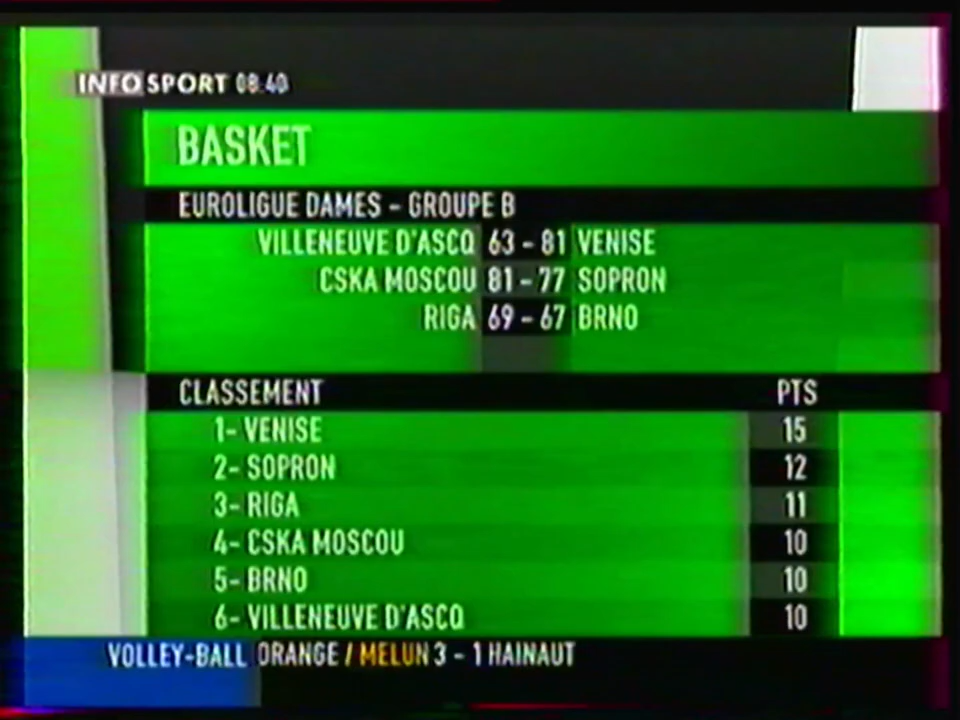 INFOSPORT 08:40
BASKET
EUROLIGUE DAMES - GROUPE B
VILLENEUVE D'ASCQ 63 - 81 VENISE
CSKA MOSCOU 81 - 77 SOPRON
RIGA 69 - 67 BRNO
CLASSEMENT PTS
1- VENISE 15
2- SOPRON 12
3- RIGA 11
4- CSKA MOSCOU 10
5- BRNO 10
6- VILLENEUVE D'ASCQ 10
VOLLEY-BALL ORANGE / MELUN 3 - 1 HAINAUT